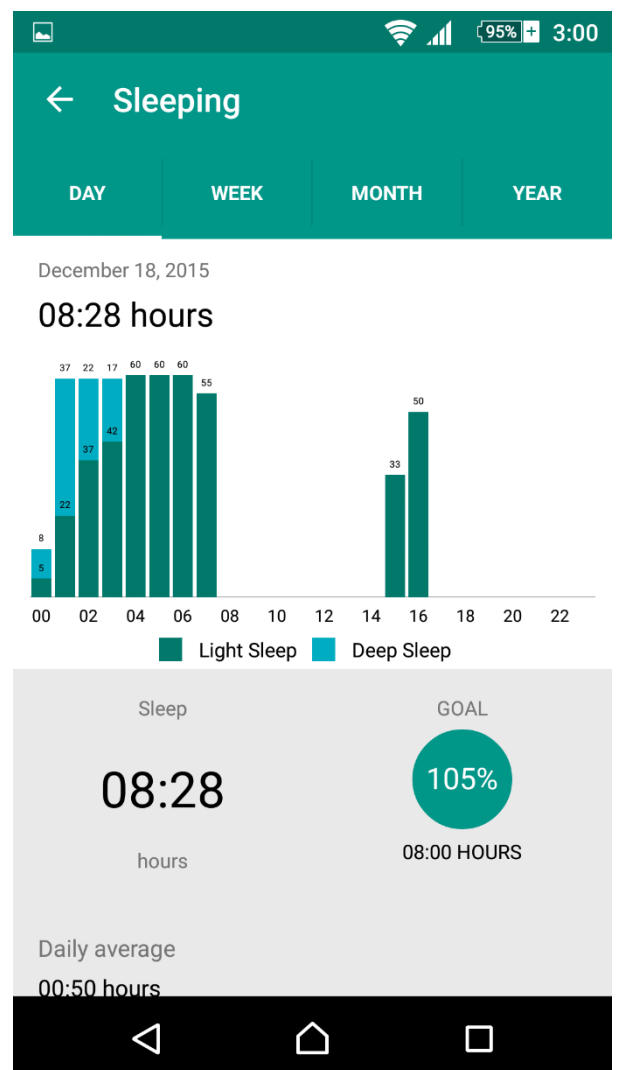 95% 3:00
Sleeping
DAY WEEK MONTH YEAR
December 18, 2015
08:28 hours
37 22 17 60 60 60
55
50
42
37
33
22
8
5
00 02 04 06 08 10 12 14 16 18 20 22
Light Sleep Deep Sleep
Sleep GOAL
105%
08:28
08:00 HOURS
hours
Daily average
00:50 hours